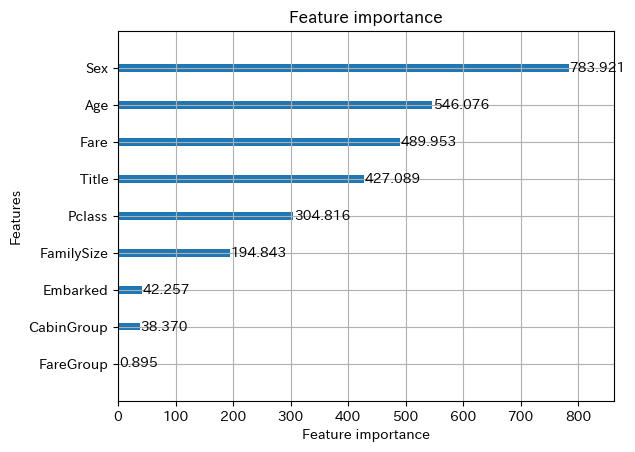 Feature importance
Sex 783.921
Age 546.076
Fare 489.953
Title 427.089
Pclass 304.816
FamilySize 194.843
Embarked 42.257
CabinGroup 38.370
FareGroup 0.895
Features
0 100 200 300 400 500 600 700 800
Feature importance